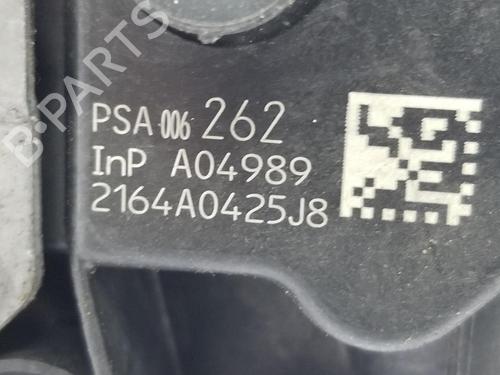 B-PARTS
PSA 006 262
InP A04989
2164A0425J8